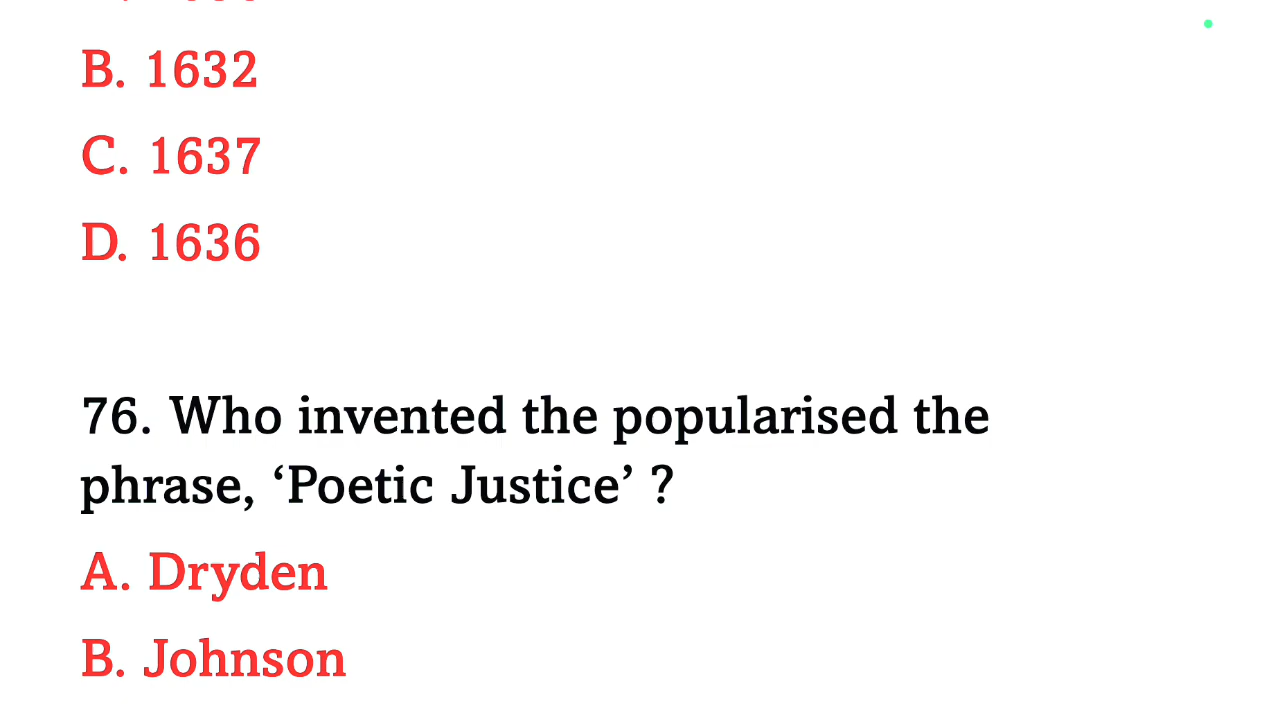 B. 1632
C. 1637
D. 1636
76. Who invented the popularised the
phrase, ‘Poetic Justice’ ?
A. Dryden
B. Johnson